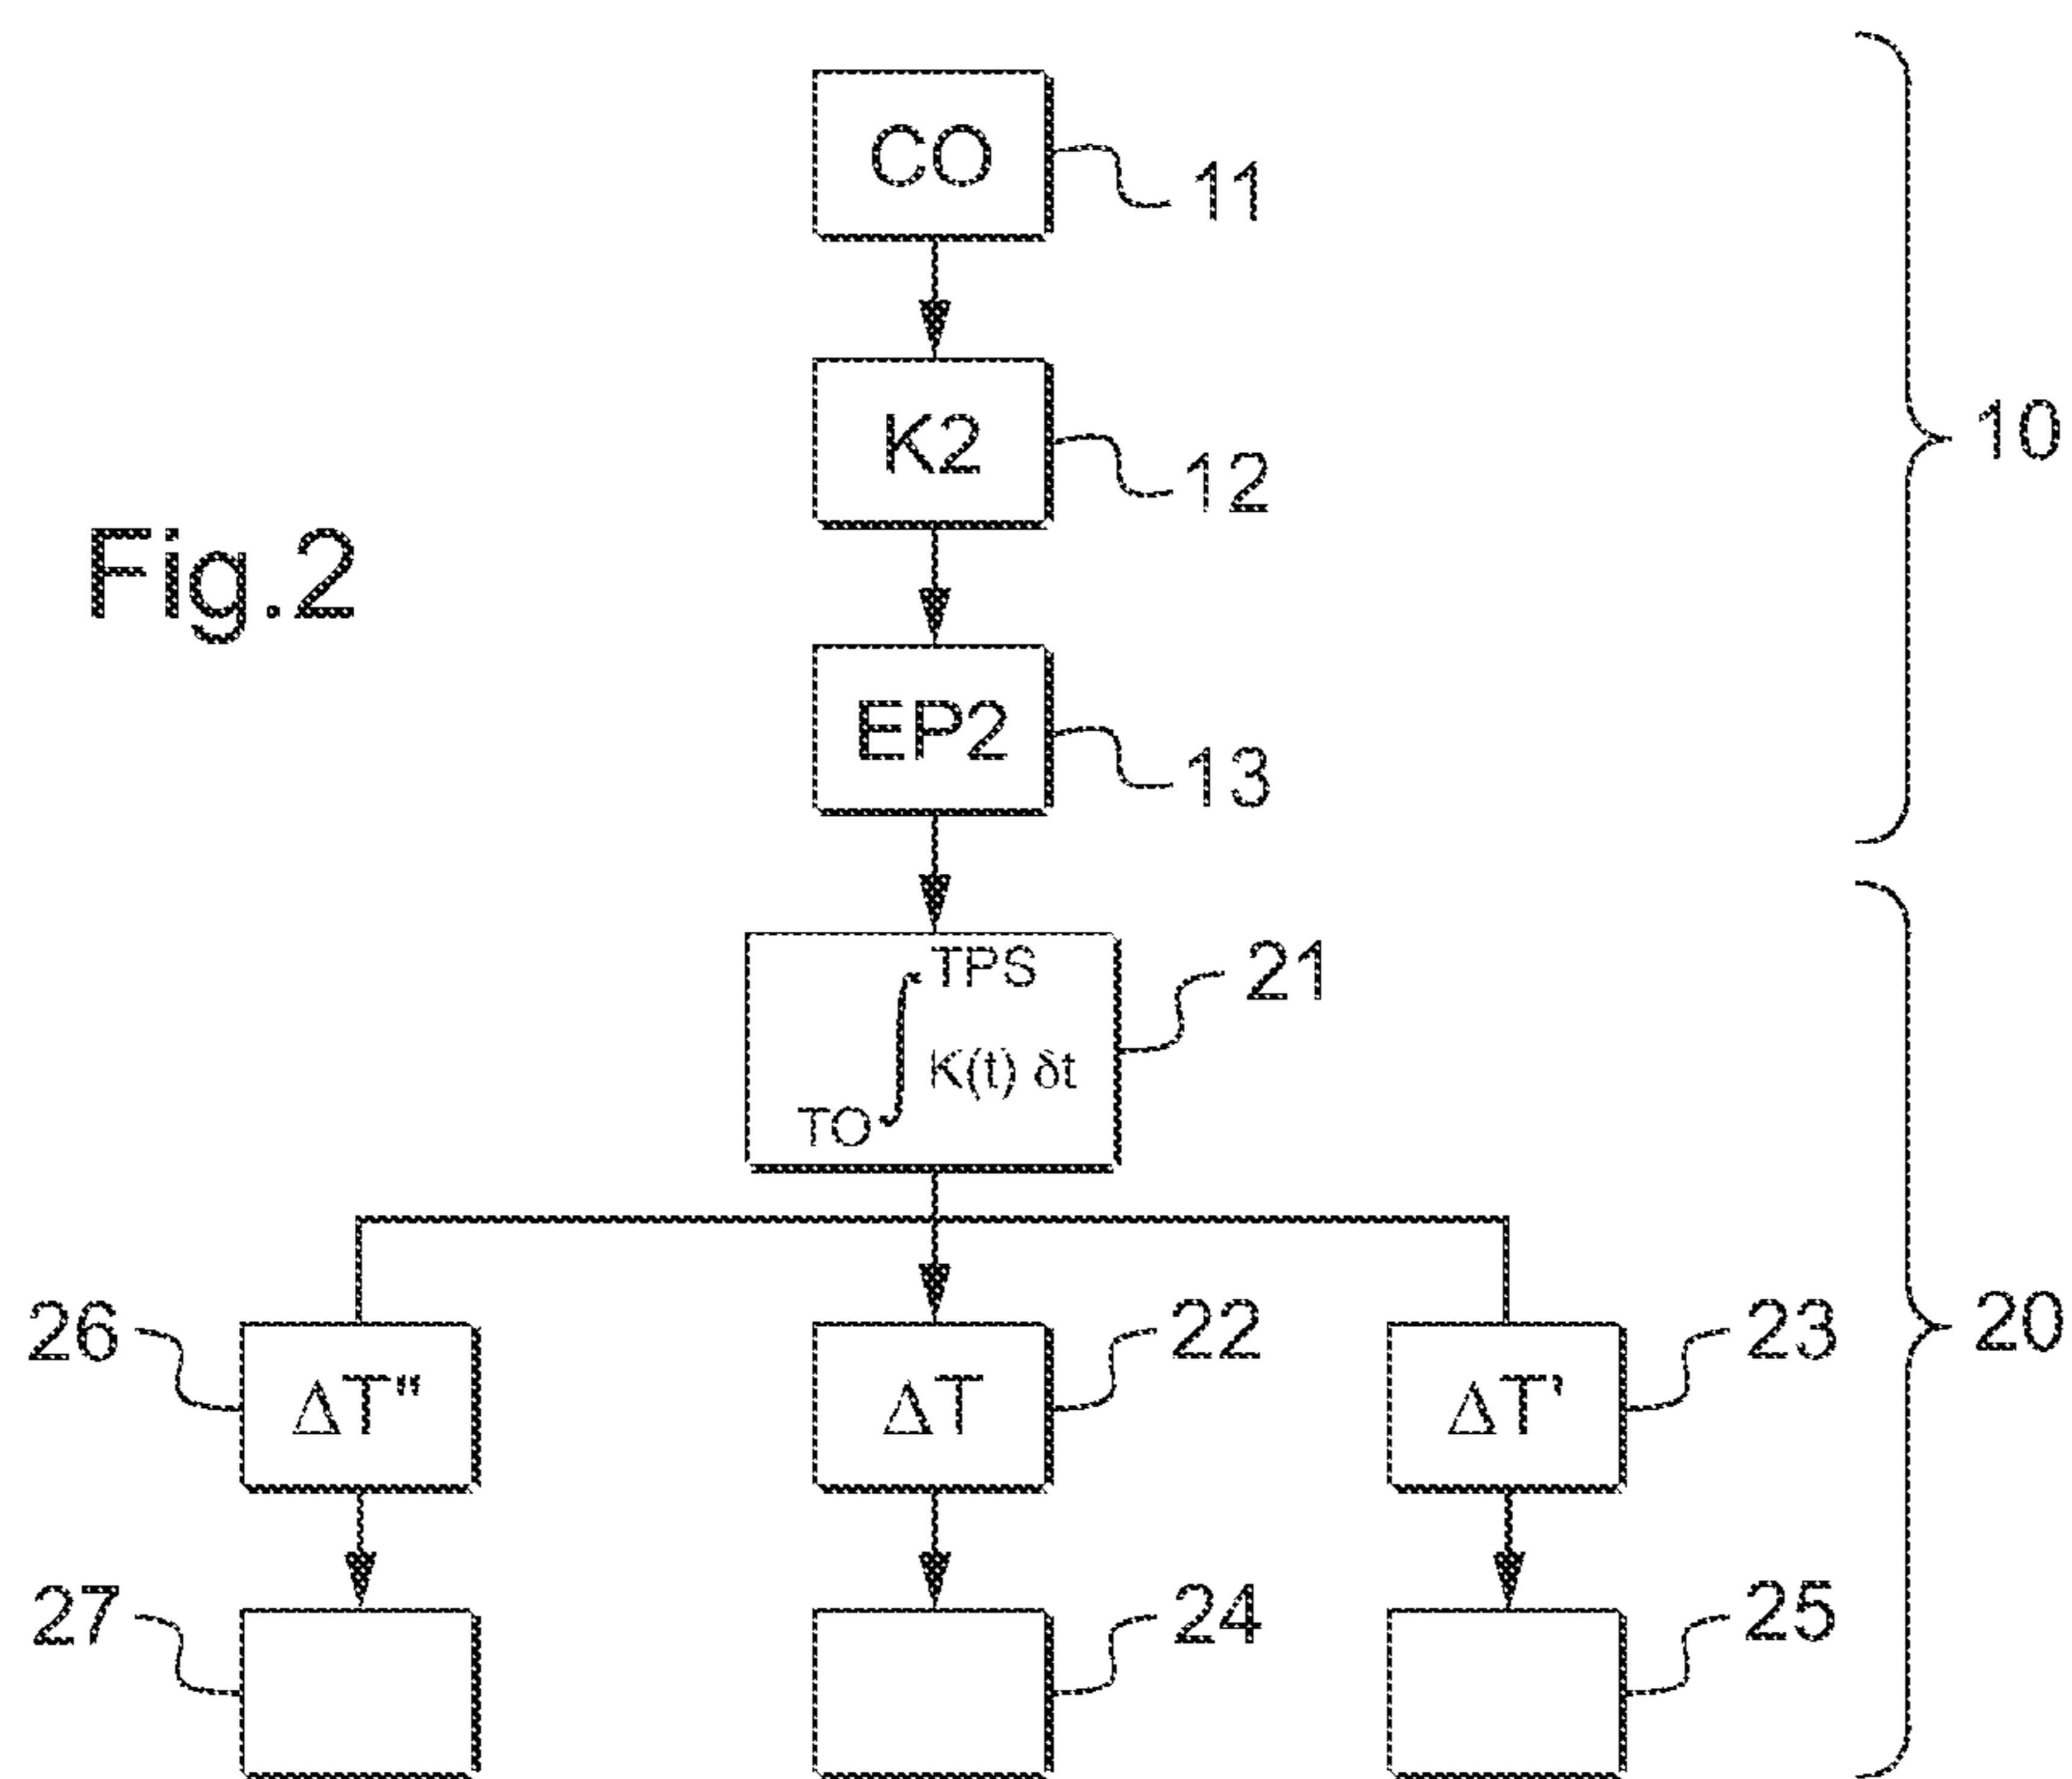 CO
11
K2
12
10
Fig.2
EP2
13
TPS
21
K(t) δt
TO
26
22
23
20
ΔT"
ΔT
ΔT'
27
24
25